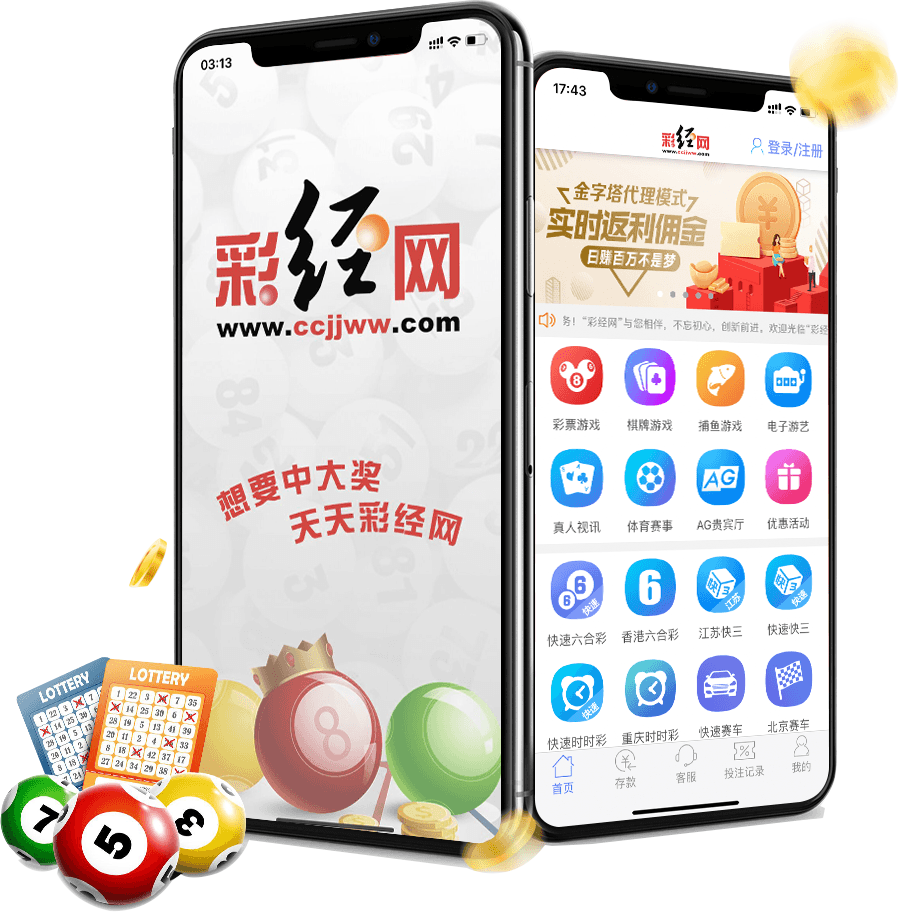 03:13
彩经网
www.ccjjww.com
想要中大奖
天天彩经网
8
17:43
彩经网
www.ccjjww.com
登录/注册
金字塔代理模式
实时返利佣金
日赚百万不是梦
务！“彩经网”与您相伴，不忘初心，创新前进。欢迎光临“彩经
彩票游戏 棋牌游戏 捕鱼游戏 电子游艺
AG
真人视讯 体育赛事 AG贵宾厅 优惠活动
快速六合彩 香港六合彩 江苏快三 快速快三
快速时时彩 重庆时时彩 快速赛车 北京赛车
首页 存款 客服 投注记录 我的
LOTTERY
LOTTERY
7
5
3